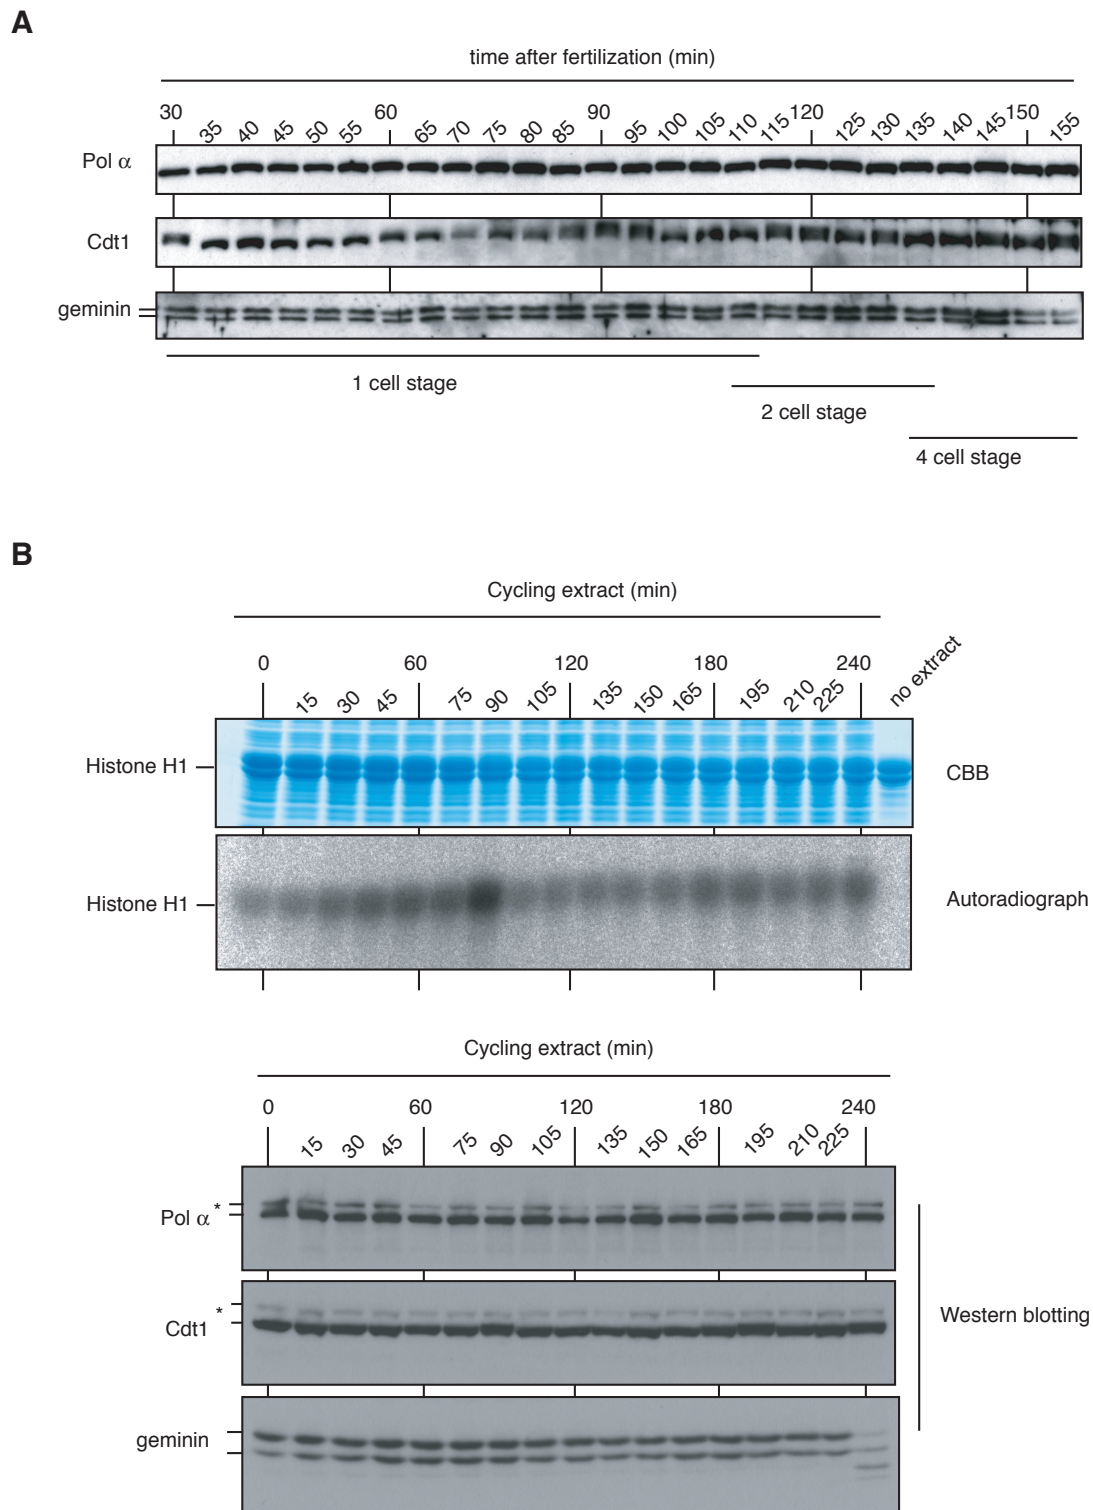 A
time after fertilization (min)
30 35 40 45 50 55 60 65 70 75 80 85 90 95 100 105 110 115 120 125 130 135 140 145 150 155
Pol α
Cdt1
geminin
1 cell stage
2 cell stage
4 cell stage
B
Cycling extract (min)
0 15 30 45 60 75 90 105 120 135 150 165 180 195 210 225 240 no extract
Histone H1
CBB
Histone H1
Autoradiograph
Cycling extract (min)
0 15 30 45 60 75 90 105 120 135 150 165 180 195 210 225 240
*
Pol α
*
Cdt1
Western blotting
geminin